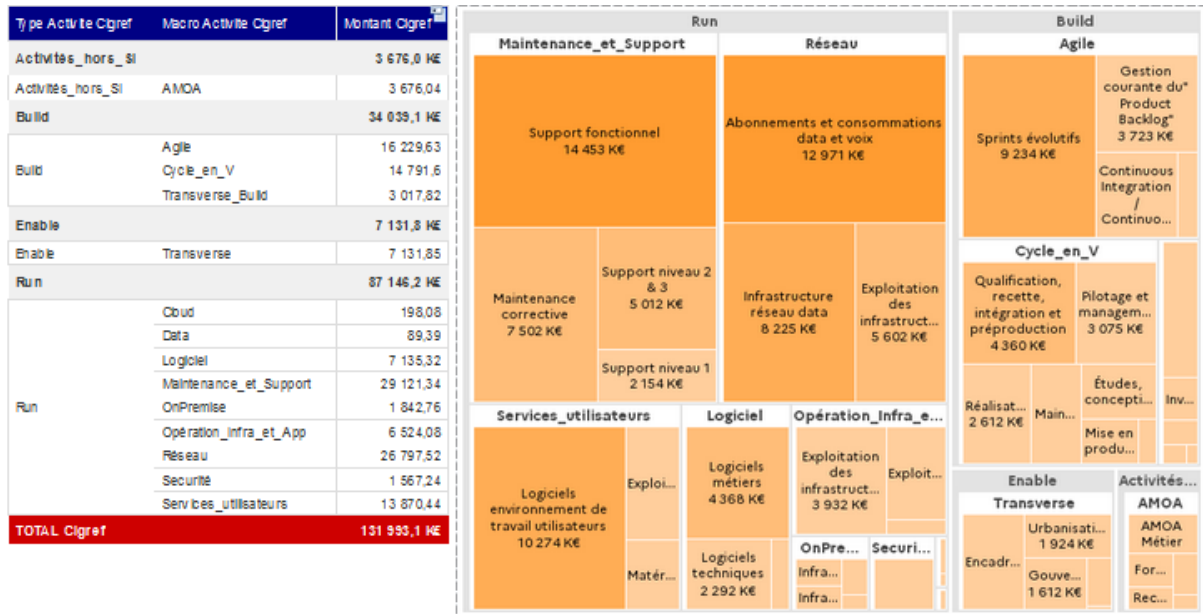 Type Activite Cigref Macro Activite Cigref Montant Cigref
Activités_hors_SI 3 676,0 K€
Activités_hors_SI AMOA 3 676,04
Build 34 039,1 K€
Agile 16 229,63
Build Cycle_en_V 14 791,6
Transverse_Build 3 017,82
Enable 7 131,8 K€
Enable Transverse 7 131,85
Run 87 146,2 K€
Cloud 198,08
Data 89,39
Logiciel 7 135,32
Maintenance_et_Support 29 121,34
Run OnPremise 1 842,76
Opération_Infra_et_App 6 524,08
Réseau 26 797,52
Securité 1 567,24
Services_utilisateurs 13 870,44
TOTAL Cigref 131 993,1 K€
Run
Maintenance_et_Support
Support fonctionnel
14 453 K€
Maintenance
corrective
7 502 K€
Support niveau 2
& 3
5 012 K€
Support niveau 1
2 154 K€
Réseau
Abonnements et consommations
data et voix
12 971 K€
Infrastructure
réseau data
8 225 K€
Exploitation
des
infrastruct...
5 602 K€
Services_utilisateurs
Logiciels
environnement de
travail utilisateurs
10 274 K€
Exploi...
Matér...
Logiciel
Logiciels
métiers
4 368 K€
Logiciels
techniques
2 292 K€
Opération_Infra_e...
Exploitation
des
infrastruct...
3 932 K€
Exploit...
OnPre...
Infra...
Infra...
Securi...
Build
Agile
Sprints évolutifs
9 234 K€
Gestion
courante du"
Product
Backlog"
3 723 K€
Continuous
Integration
/
Continuo...
Cycle_en_V
Qualification,
recette,
intégration et
préproduction
4 360 K€
Pilotage et
managem...
3 075 K€
Réalisat...
2 612 K€
Main...
Études,
concepti...
Mise en
produ...
Inv...
Enable
Transverse
Encadr...
Urbanisati...
1 924 K€
Gouve...
1 612 K€
Activités...
AMOA
AMOA
Métier
For...
Rec...